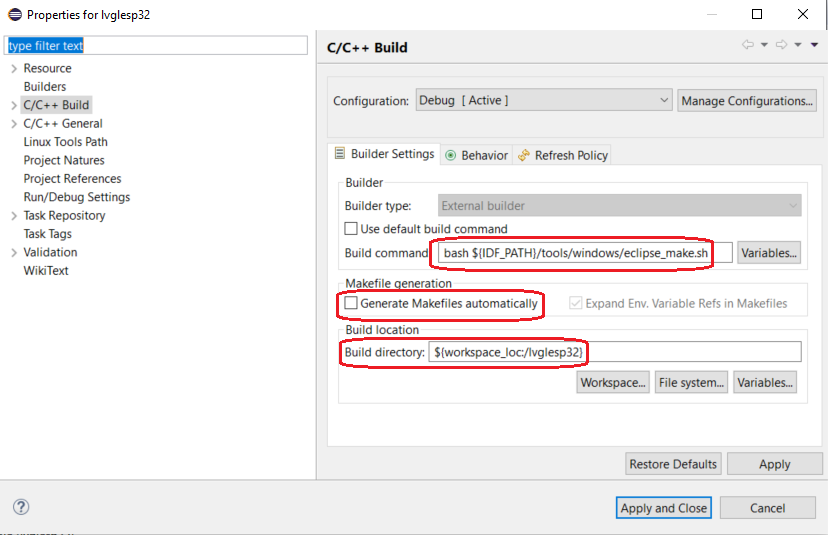 Properties for lvglesp32
type filter text
Resource
Builders
C/C++ Build
C/C++ General
Linux Tools Path
Project Natures
Project References
Run/Debug Settings
Task Repository
Task Tags
Validation
WikiText
C/C++ Build
Configuration: Debug [ Active ] Manage Configurations...
Builder Settings Behavior Refresh Policy
Builder
Builder type: External builder
Use default build command
Build command: bash ${IDF_PATH}/tools/windows/eclipse_make.sh Variables...
Makefile generation
Generate Makefiles automatically Expand Env. Variable Refs in Makefiles
Build location
Build directory: ${workspace_loc:/lvglesp32}
Workspace... File system... Variables...
Restore Defaults Apply
Apply and Close Cancel